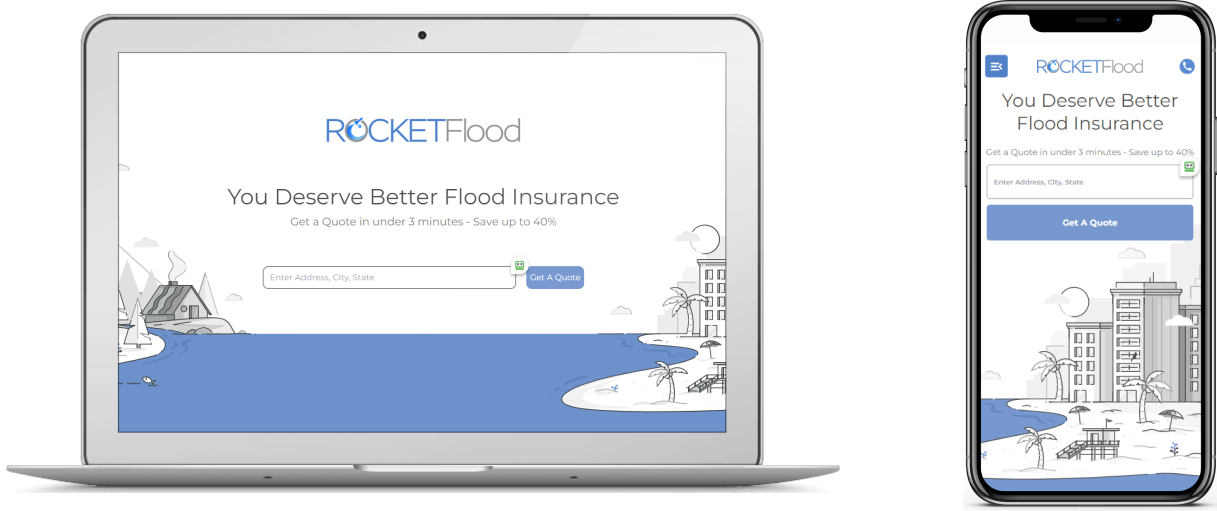 ROCKETFlood
You Deserve Better Flood Insurance
Get a Quote in under 3 minutes - Save up to 40%
Enter Address, City, State
Get A Quote
ROCKETFlood
You Deserve Better
Flood Insurance
Get a Quote in under 3 minutes - Save up to 40%
Enter Address, City, State
Get A Quote